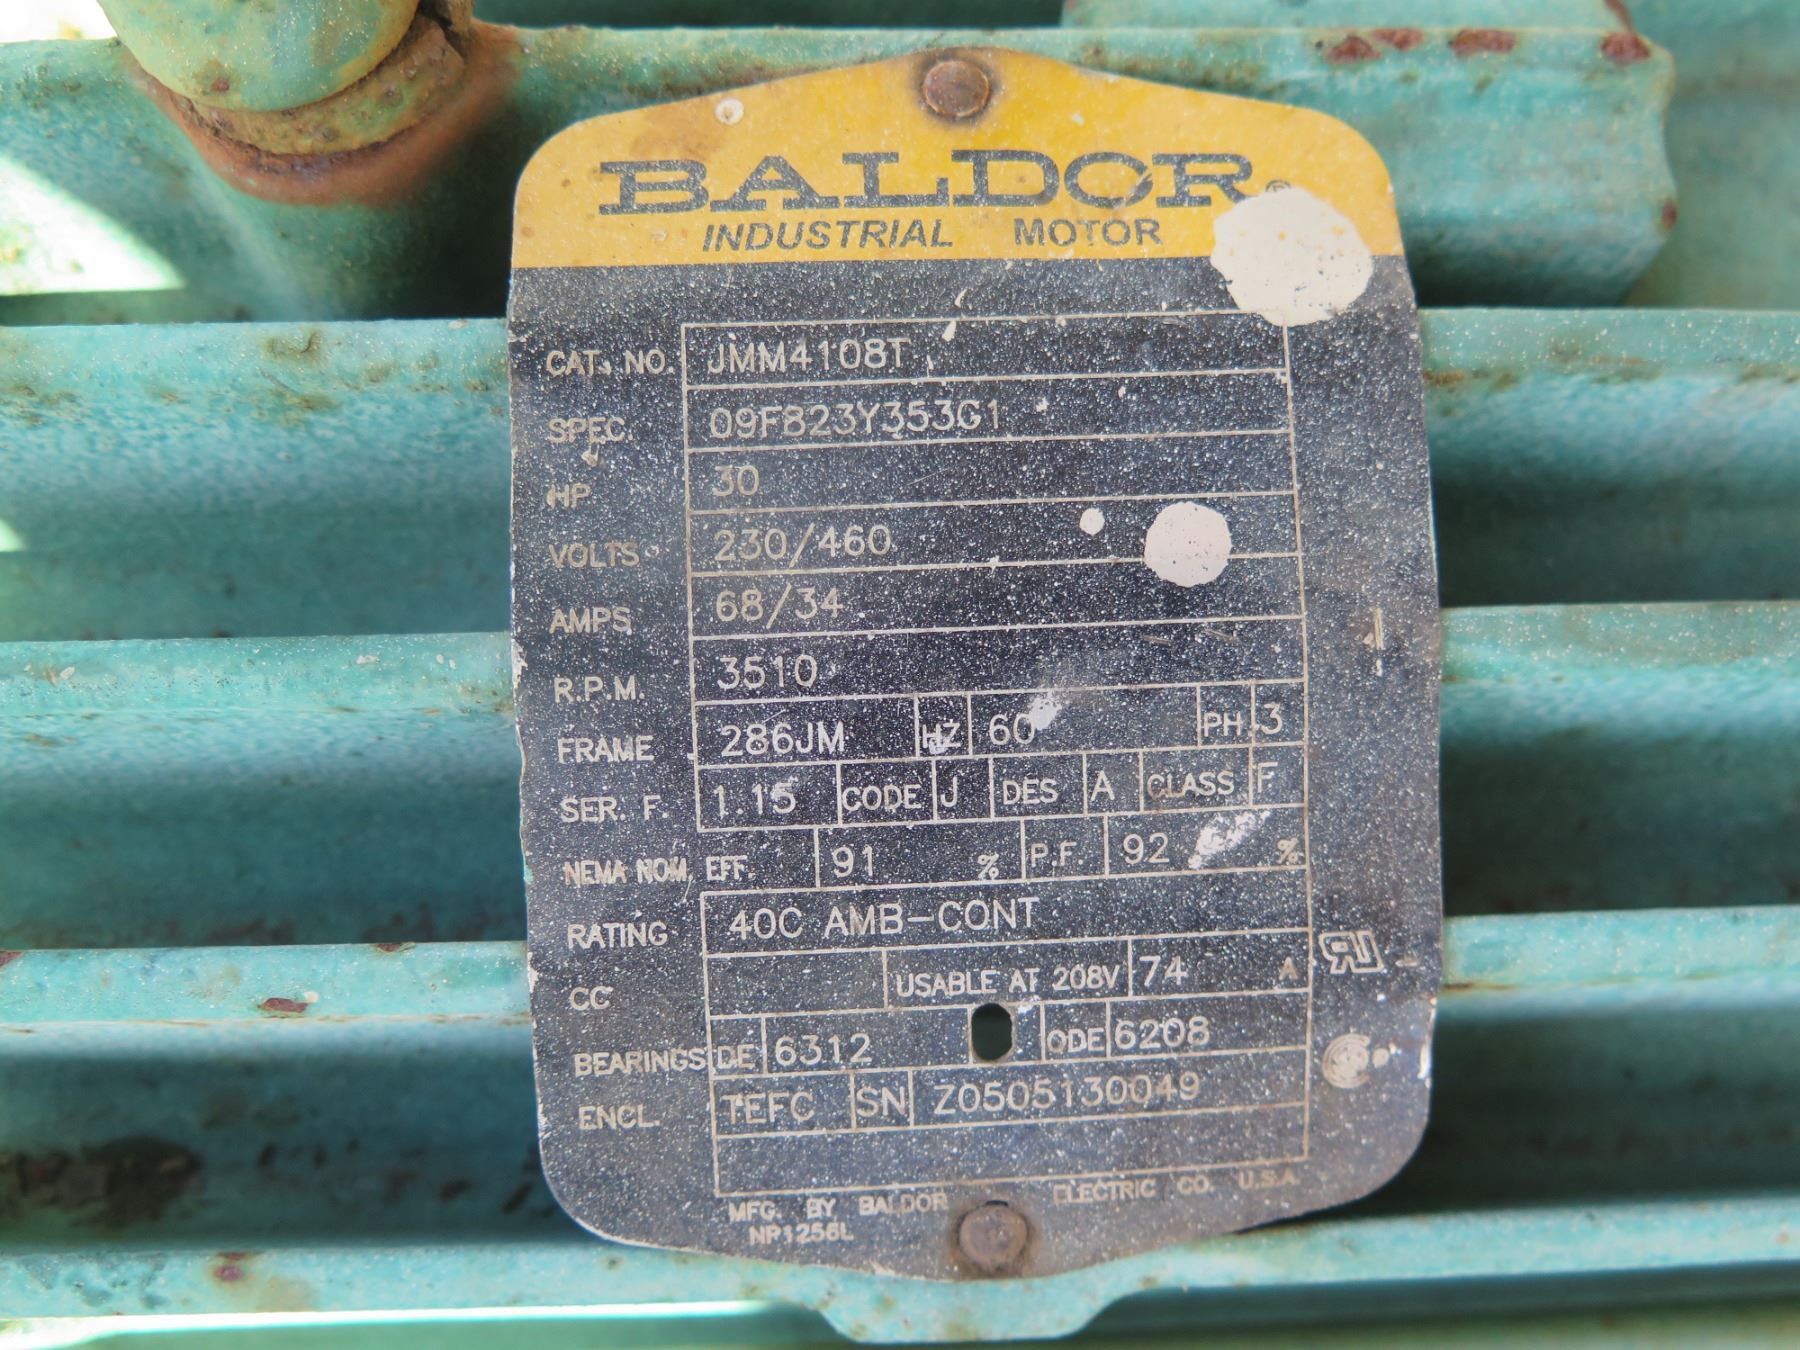 BALDOR®
INDUSTRIAL MOTOR
CAT. NO. JMM4108T
SPEC. 09F823Y353G1
HP 30
VOLTS 230/460
AMPS 68/34
R.P.M. 3510
FRAME 286JM HZ 60 PH 3
SER. F. 1.15 CODE J DES A CLASS F
NEMA NOM. EFF. 91 % P.F. 92 %
RATING 40C AMB-CONT
CC USABLE AT 208V 74 A
BEARINGS DE 6312 ODE 6208
ENCL TEFC SN Z0505130049
MFG. BY BALDOR ELECTRIC CO. U.S.A.
NP1256L